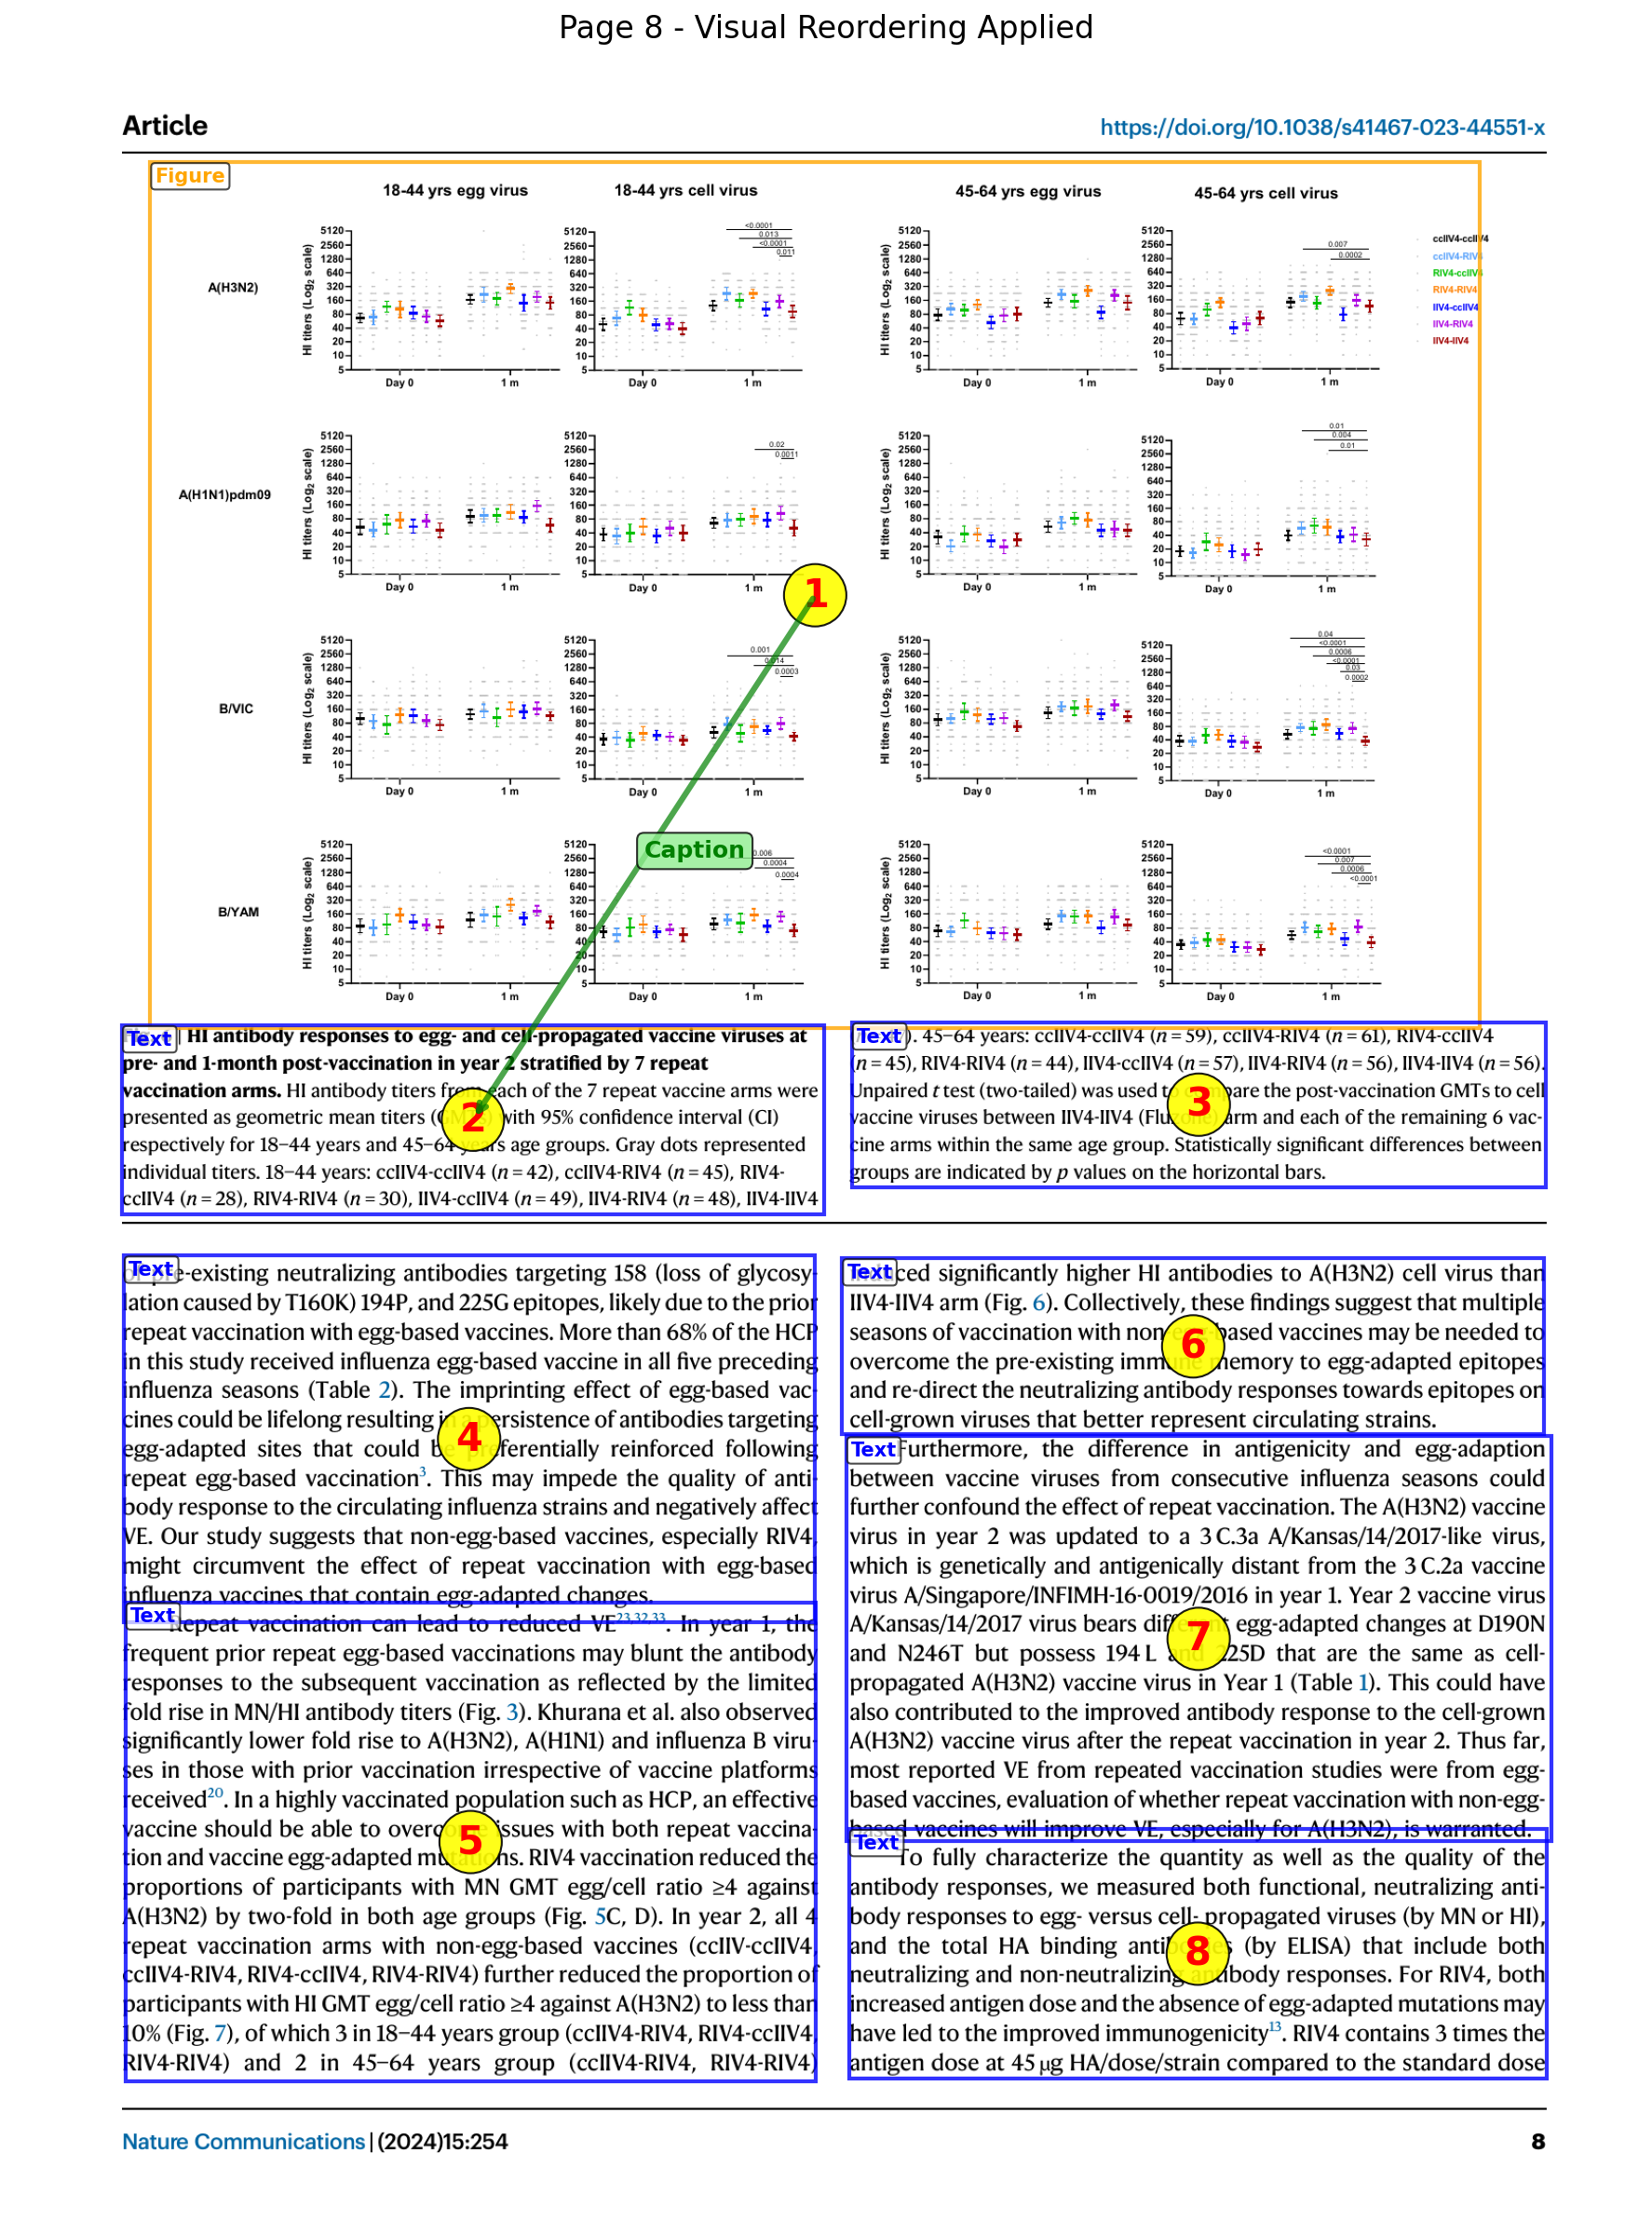 Page 8 - Visual Reordering Applied
Article
https://doi.org/10.1038/s41467-023-44551-x
Figure
18-44 yrs egg virus
18-44 yrs cell virus
45-64 yrs egg virus
45-64 yrs cell virus
A(H3N2)
HI titers (Log2 scale)
5120
2560
1280
640
320
160
80
40
20
10
5
Day 0
1 m
<0.0001
0.013
<0.0001
0.011
0.007
0.0002
ccIIV4-ccIIV4
ccIIV4-RIV4
RIV4-ccIIV4
RIV4-RIV4
IIV4-ccIIV4
IIV4-RIV4
IIV4-IIV4
A(H1N1)pdm09
HI titers (Log2 scale)
Day 0
1 m
0.02
0.0011
0.01
0.004
0.01
1
B/VIC
HI titers (Log2 scale)
Day 0
1 m
0.001
0.0003
0.04
<0.0001
0.0006
<0.0001
0.03
0.0002
B/YAM
HI titers (Log2 scale)
Day 0
1 m
Caption
0.006
0.0004
0.0004
<0.0001
0.007
0.0006
<0.0001
Text
| HI antibody responses to egg- and cell-propagated vaccine viruses at
pre- and 1-month post-vaccination in year 2 stratified by 7 repeat
vaccination arms. HI antibody titers from each of the 7 repeat vaccine arms were
presented as geometric mean titers with 95% confidence interval (CI)
respectively for 18–44 years and 45–64 years age groups. Gray dots represented
individual titers. 18–44 years: ccIIV4-ccIIV4 (n = 42), ccIIV4-RIV4 (n = 45), RIV4-
ccIIV4 (n = 28), RIV4-RIV4 (n = 30), IIV4-ccIIV4 (n = 49), IIV4-RIV4 (n = 48), IIV4-IIV4
2
Text
). 45–64 years: ccIIV4-ccIIV4 (n = 59), ccIIV4-RIV4 (n = 61), RIV4-ccIIV4
(n = 45), RIV4-RIV4 (n = 44), IIV4-ccIIV4 (n = 57), IIV4-RIV4 (n = 56), IIV4-IIV4 (n = 56).
Unpaired t test (two-tailed) was used to compare the post-vaccination GMTs to cell
vaccine viruses between IIV4-IIV4 (Fluzone) arm and each of the remaining 6 vac-
cine arms within the same age group. Statistically significant differences between
groups are indicated by p values on the horizontal bars.
3
Text
of pre-existing neutralizing antibodies targeting 158 (loss of glycosy-
lation caused by T160K) 194P, and 225G epitopes, likely due to the prior
repeat vaccination with egg-based vaccines. More than 68% of the HCP
in this study received influenza egg-based vaccine in all five preceding
influenza seasons (Table 2). The imprinting effect of egg-based vac-
cines could be lifelong resulting in a persistence of antibodies targeting
egg-adapted sites that could be preferentially reinforced following
repeat egg-based vaccination3. This may impede the quality of anti-
body response to the circulating influenza strains and negatively affect
VE. Our study suggests that non-egg-based vaccines, especially RIV4,
might circumvent the effect of repeat vaccination with egg-based
influenza vaccines that contain egg-adapted changes.
4
Text
Repeat vaccination can lead to reduced VE23,32,33. In year 1, the
frequent prior repeat egg-based vaccinations may blunt the antibody
responses to the subsequent vaccination as reflected by the limited
fold rise in MN/HI antibody titers (Fig. 3). Khurana et al. also observed
significantly lower fold rise to A(H3N2), A(H1N1) and influenza B viru-
ses in those with prior vaccination irrespective of vaccine platforms
received20. In a highly vaccinated population such as HCP, an effective
vaccine should be able to overcome issues with both repeat vaccina-
tion and vaccine egg-adapted mutations. RIV4 vaccination reduced the
proportions of participants with MN GMT egg/cell ratio ≥4 against
A(H3N2) by two-fold in both age groups (Fig. 5C, D). In year 2, all 4
repeat vaccination arms with non-egg-based vaccines (ccIIV-ccIIV4,
ccIIV4-RIV4, RIV4-ccIIV4, RIV4-RIV4) further reduced the proportion of
participants with HI GMT egg/cell ratio ≥4 against A(H3N2) to less than
10% (Fig. 7), of which 3 in 18–44 years group (ccIIV4-RIV4, RIV4-ccIIV4,
RIV4-RIV4) and 2 in 45–64 years group (ccIIV4-RIV4, RIV4-RIV4)
5
Text
induced significantly higher HI antibodies to A(H3N2) cell virus than
IIV4-IIV4 arm (Fig. 6). Collectively, these findings suggest that multiple
seasons of vaccination with non-egg-based vaccines may be needed to
overcome the pre-existing immune memory to egg-adapted epitopes
and re-direct the neutralizing antibody responses towards epitopes on
cell-grown viruses that better represent circulating strains.
6
Text
Furthermore, the difference in antigenicity and egg-adaption
between vaccine viruses from consecutive influenza seasons could
further confound the effect of repeat vaccination. The A(H3N2) vaccine
virus in year 2 was updated to a 3 C.3a A/Kansas/14/2017-like virus,
which is genetically and antigenically distant from the 3 C.2a vaccine
virus A/Singapore/INFIMH-16-0019/2016 in year 1. Year 2 vaccine virus
A/Kansas/14/2017 virus bears different egg-adapted changes at D190N
and N246T but possess 194 L and 225D that are the same as cell-
propagated A(H3N2) vaccine virus in Year 1 (Table 1). This could have
also contributed to the improved antibody response to the cell-grown
A(H3N2) vaccine virus after the repeat vaccination in year 2. Thus far,
most reported VE from repeated vaccination studies were from egg-
based vaccines, evaluation of whether repeat vaccination with non-egg-
based vaccines will improve VE, especially for A(H3N2), is warranted.
7
Text
To fully characterize the quantity as well as the quality of the
antibody responses, we measured both functional, neutralizing anti-
body responses to egg- versus cell- propagated viruses (by MN or HI),
and the total HA binding antibodies (by ELISA) that include both
neutralizing and non-neutralizing antibody responses. For RIV4, both
increased antigen dose and the absence of egg-adapted mutations may
have led to the improved immunogenicity13. RIV4 contains 3 times the
antigen dose at 45 µg HA/dose/strain compared to the standard dose
8
Nature Communications | (2024)15:254
8